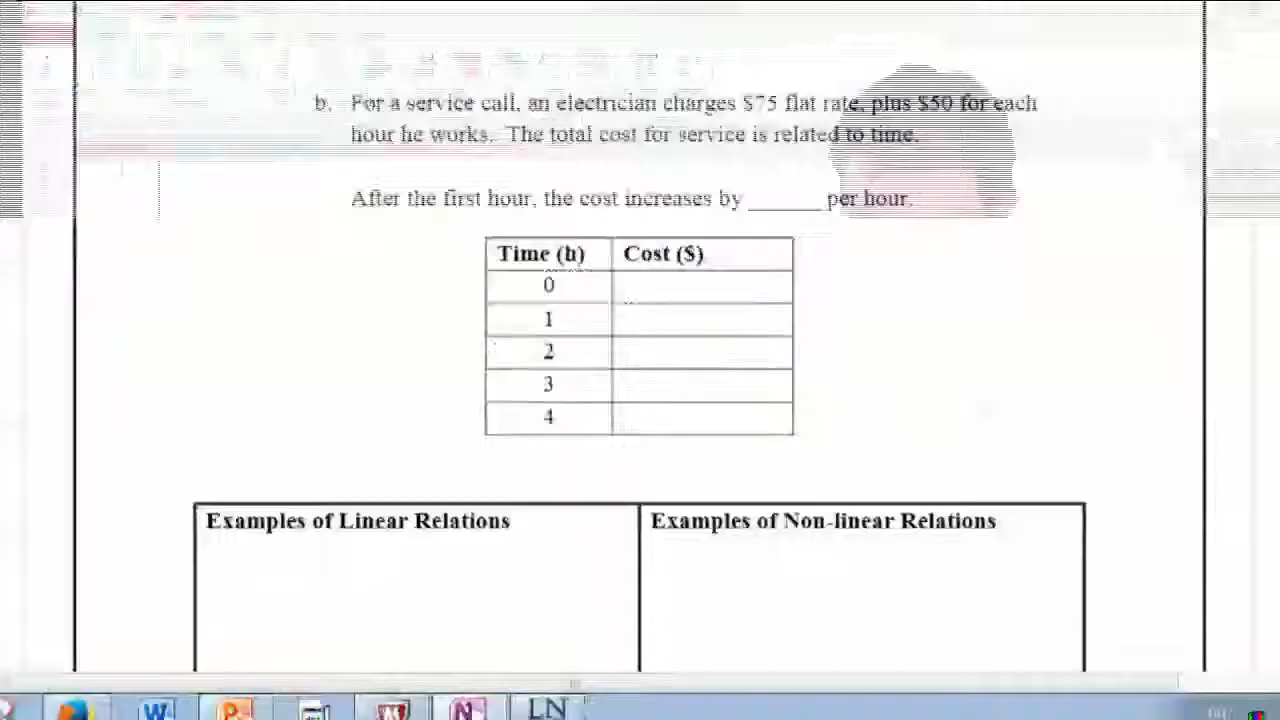 b. For a service call, an electrician charges $75 flat rate, plus $50 for each
hour he works. The total cost for service is related to time.
After the first hour, the cost increases by ______ per hour.
Time (h) Cost ($)
0
1
2
3
4
Examples of Linear Relations Examples of Non-linear Relations
LN